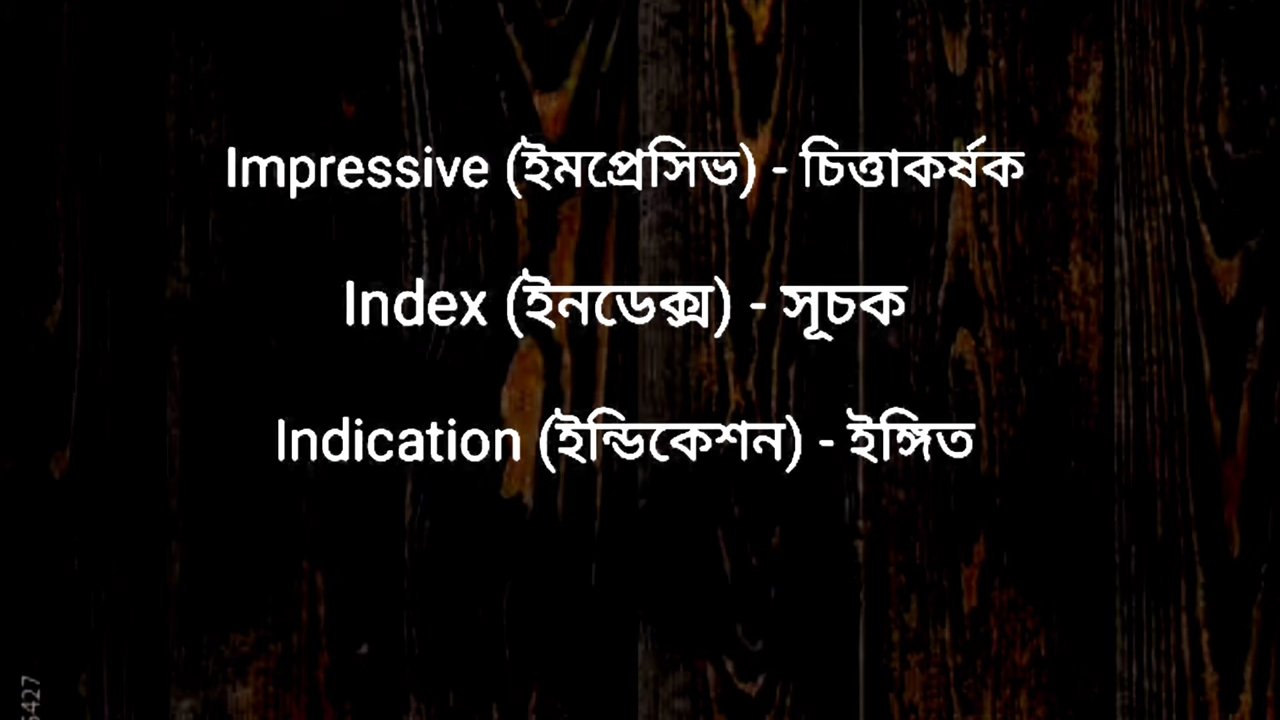 Impressive (ইমপ্রেসিভ) - চিত্তাকর্ষক
Index (ইনডেক্স) - সূচক
Indication (ইন্ডিকেশন) - ইঙ্গিত